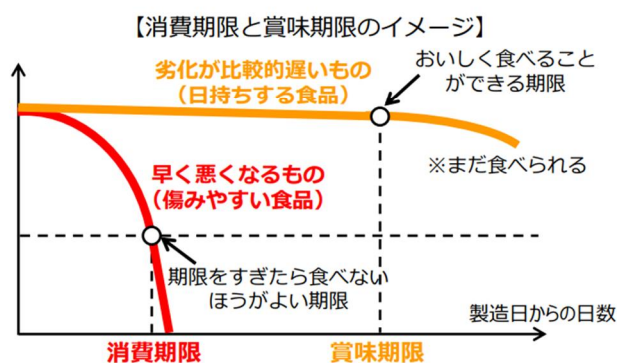 【消費期限と賞味期限のイメージ】
劣化が比較的遅いもの
（日持ちする食品）
おいしく食べること
ができる期限
※まだ食べられる
早く悪くなるもの
（傷みやすい食品）
期限をすぎたら食べない
ほうがよい期限
製造日からの日数
消費期限
賞味期限